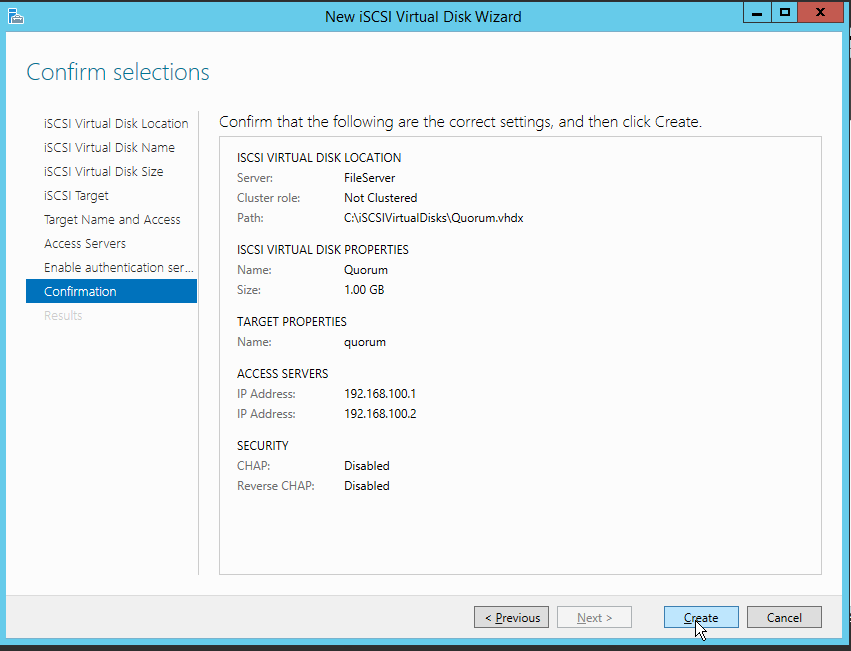 New iSCSI Virtual Disk Wizard
Confirm selections
iSCSI Virtual Disk Location
iSCSI Virtual Disk Name
iSCSI Virtual Disk Size
iSCSI Target
Target Name and Access
Access Servers
Enable authentication ser...
Confirmation
Results
Confirm that the following are the correct settings, and then click Create.
ISCSI VIRTUAL DISK LOCATION
Server: FileServer
Cluster role: Not Clustered
Path: C:\iSCSIVirtualDisks\Quorum.vhdx
ISCSI VIRTUAL DISK PROPERTIES
Name: Quorum
Size: 1.00 GB
TARGET PROPERTIES
Name: quorum
ACCESS SERVERS
IP Address: 192.168.100.1
IP Address: 192.168.100.2
SECURITY
CHAP: Disabled
Reverse CHAP: Disabled
< Previous Next > Create Cancel